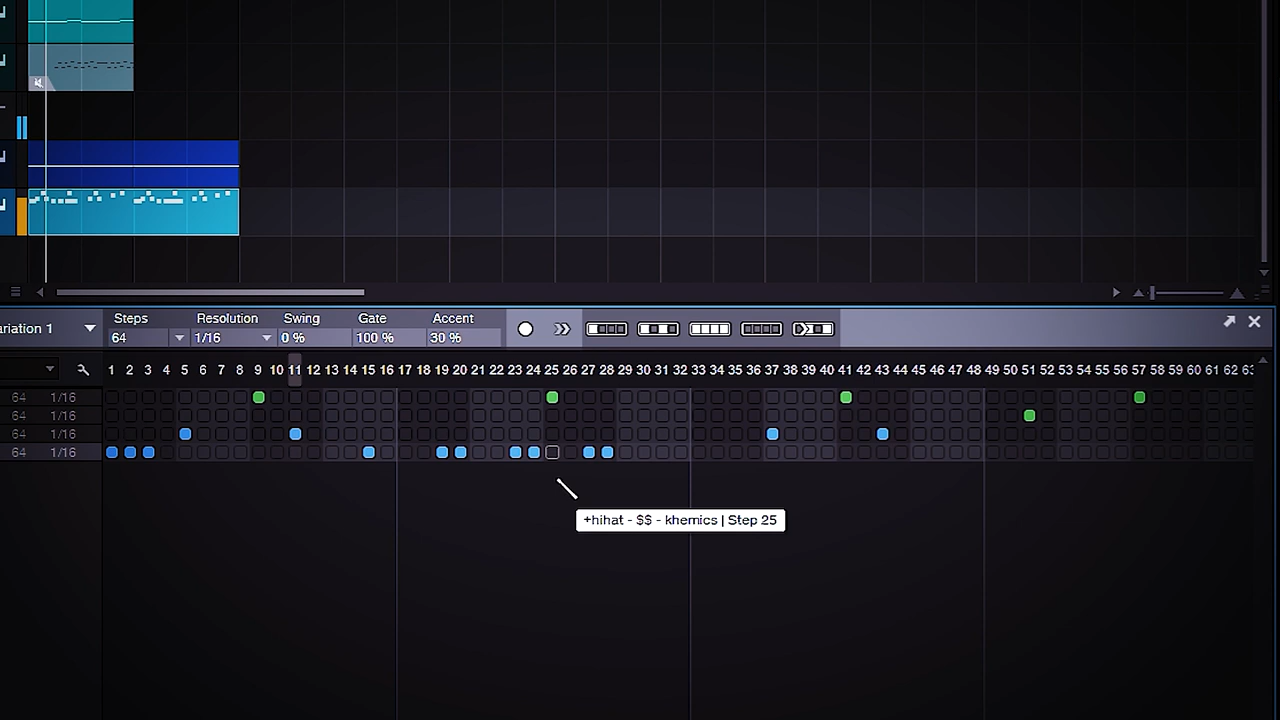 ariation 1
Steps Resolution Swing Gate Accent
64 1/16 0 % 100 % 30 %
1 2 3 4 5 6 7 8 9 10 11 12 13 14 15 16 17 18 19 20 21 22 23 24 25 26 27 28 29 30 31 32 33 34 35 36 37 38 39 40 41 42 43 44 45 46 47 48 49 50 51 52 53 54 55 56 57 58 59 60 61 62 63
64 1/16
64 1/16
64 1/16
64 1/16
+hihat - $$ - khemics | Step 25